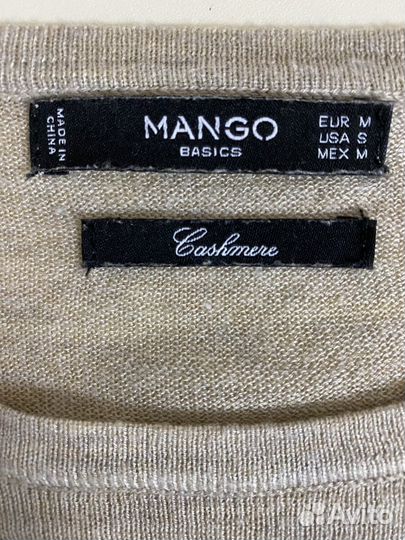 MADE IN
CHINA
MANGO
BASICS
EUR M
USA S
MEX M
Cashmere
Avito